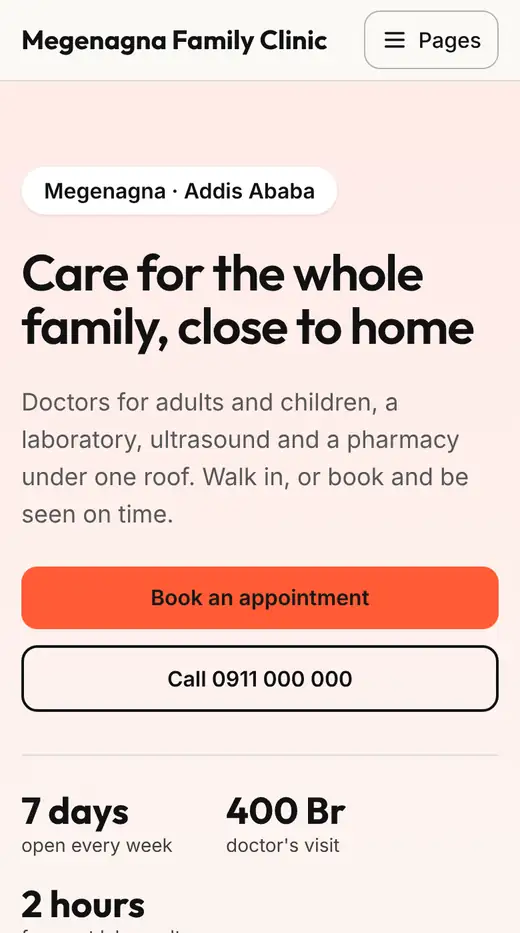 Megenagna Family Clinic
Pages
Megenagna · Addis Ababa
Care for the whole
family, close to home
Doctors for adults and children, a
laboratory, ultrasound and a pharmacy
under one roof. Walk in, or book and be
seen on time.
Book an appointment
Call 0911 000 000
7 days
open every week
400 Br
doctor's visit
2 hours